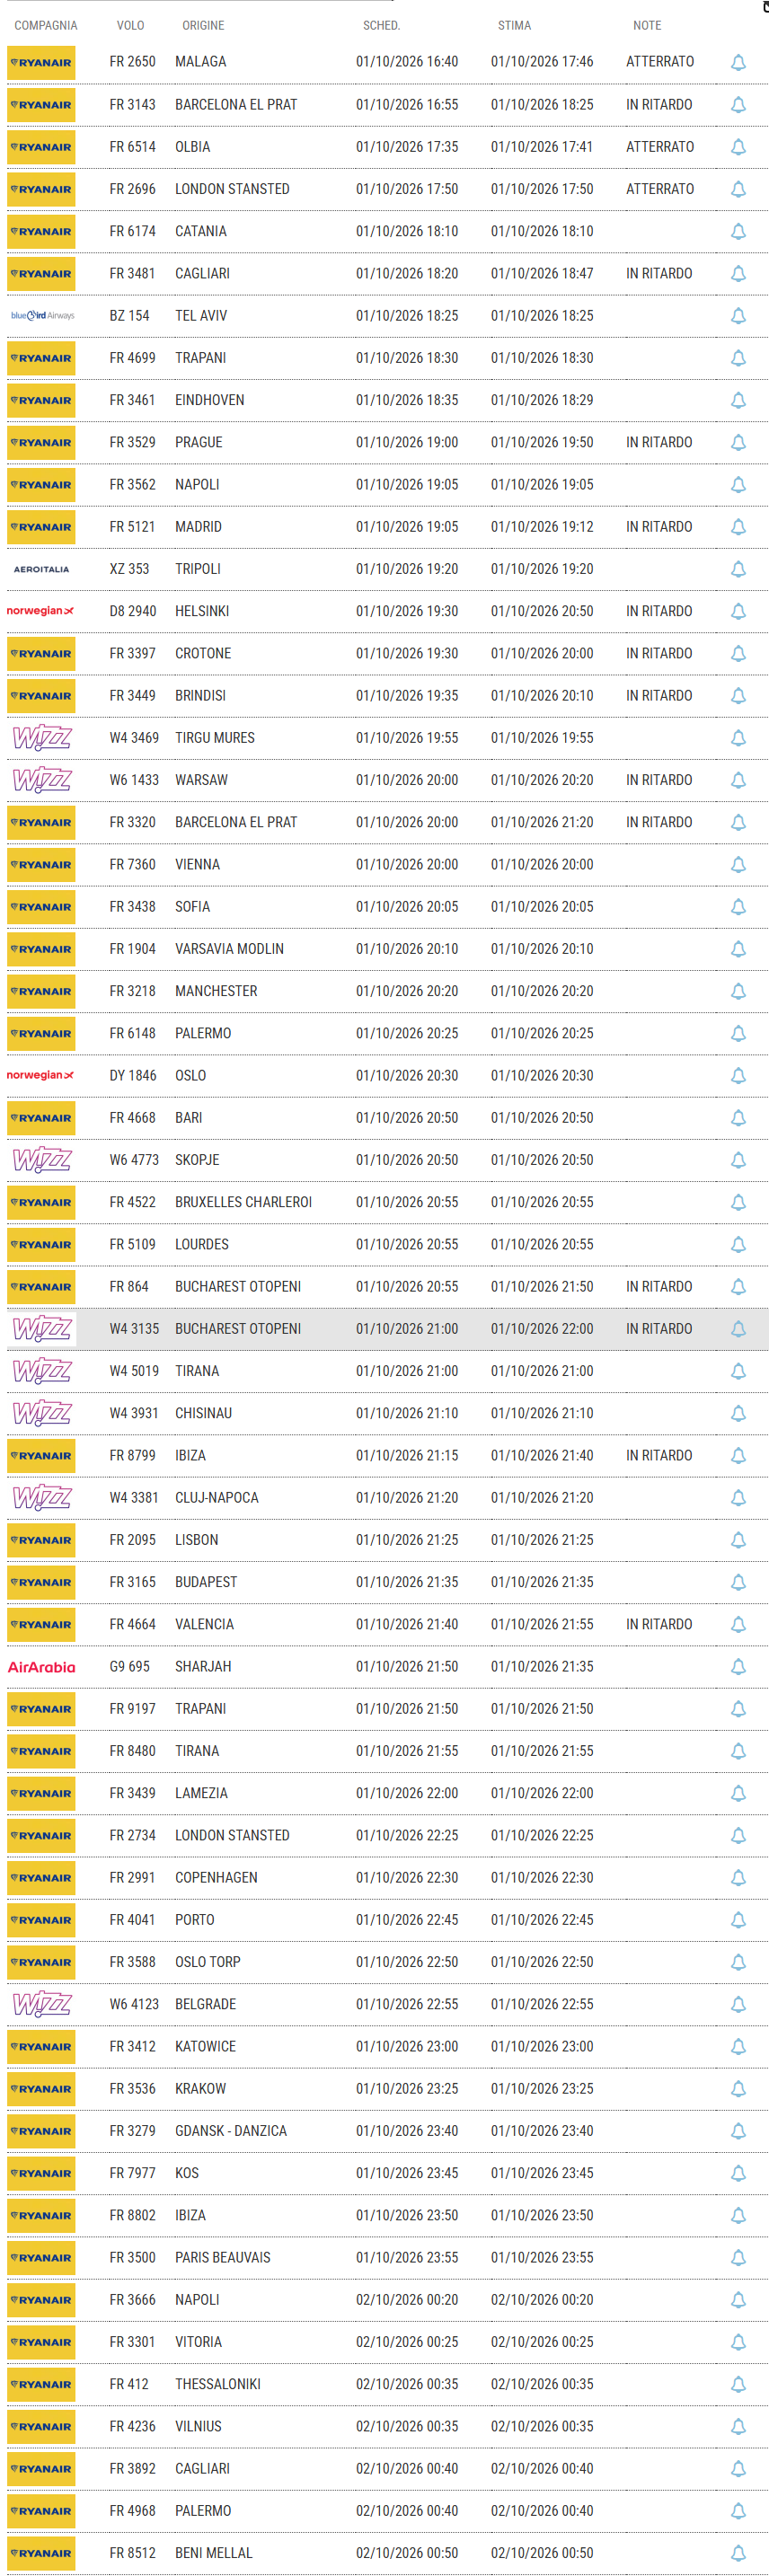 COMPAGNIA VOLO ORIGINE SCHED. STIMA NOTE
RYANAIR FR 2650 MALAGA 01/10/2026 16:40 01/10/2026 17:46 ATTERRATO
RYANAIR FR 3143 BARCELONA EL PRAT 01/10/2026 16:55 01/10/2026 18:25 IN RITARDO
RYANAIR FR 6514 OLBIA 01/10/2026 17:35 01/10/2026 17:41 ATTERRATO
RYANAIR FR 2696 LONDON STANSTED 01/10/2026 17:50 01/10/2026 17:50 ATTERRATO
RYANAIR FR 6174 CATANIA 01/10/2026 18:10 01/10/2026 18:10
RYANAIR FR 3481 CAGLIARI 01/10/2026 18:20 01/10/2026 18:47 IN RITARDO
blueBird Airways BZ 154 TEL AVIV 01/10/2026 18:25 01/10/2026 18:25
RYANAIR FR 4699 TRAPANI 01/10/2026 18:30 01/10/2026 18:30
RYANAIR FR 3461 EINDHOVEN 01/10/2026 18:35 01/10/2026 18:29
RYANAIR FR 3529 PRAGUE 01/10/2026 19:00 01/10/2026 19:50 IN RITARDO
RYANAIR FR 3562 NAPOLI 01/10/2026 19:05 01/10/2026 19:05
RYANAIR FR 5121 MADRID 01/10/2026 19:05 01/10/2026 19:12 IN RITARDO
AEROITALIA XZ 353 TRIPOLI 01/10/2026 19:20 01/10/2026 19:20
norwegian D8 2940 HELSINKI 01/10/2026 19:30 01/10/2026 20:50 IN RITARDO
RYANAIR FR 3397 CROTONE 01/10/2026 19:30 01/10/2026 20:00 IN RITARDO
RYANAIR FR 3449 BRINDISI 01/10/2026 19:35 01/10/2026 20:10 IN RITARDO
WIZZ W4 3469 TIRGU MURES 01/10/2026 19:55 01/10/2026 19:55
WIZZ W6 1433 WARSAW 01/10/2026 20:00 01/10/2026 20:20 IN RITARDO
RYANAIR FR 3320 BARCELONA EL PRAT 01/10/2026 20:00 01/10/2026 21:20 IN RITARDO
RYANAIR FR 7360 VIENNA 01/10/2026 20:00 01/10/2026 20:00
RYANAIR FR 3438 SOFIA 01/10/2026 20:05 01/10/2026 20:05
RYANAIR FR 1904 VARSAVIA MODLIN 01/10/2026 20:10 01/10/2026 20:10
RYANAIR FR 3218 MANCHESTER 01/10/2026 20:20 01/10/2026 20:20
RYANAIR FR 6148 PALERMO 01/10/2026 20:25 01/10/2026 20:25
norwegian DY 1846 OSLO 01/10/2026 20:30 01/10/2026 20:30
RYANAIR FR 4668 BARI 01/10/2026 20:50 01/10/2026 20:50
WIZZ W6 4773 SKOPJE 01/10/2026 20:50 01/10/2026 20:50
RYANAIR FR 4522 BRUXELLES CHARLEROI 01/10/2026 20:55 01/10/2026 20:55
RYANAIR FR 5109 LOURDES 01/10/2026 20:55 01/10/2026 20:55
RYANAIR FR 864 BUCHAREST OTOPENI 01/10/2026 20:55 01/10/2026 21:50 IN RITARDO
WIZZ W4 3135 BUCHAREST OTOPENI 01/10/2026 21:00 01/10/2026 22:00 IN RITARDO
WIZZ W4 5019 TIRANA 01/10/2026 21:00 01/10/2026 21:00
WIZZ W4 3931 CHISINAU 01/10/2026 21:10 01/10/2026 21:10
RYANAIR FR 8799 IBIZA 01/10/2026 21:15 01/10/2026 21:40 IN RITARDO
WIZZ W4 3381 CLUJ-NAPOCA 01/10/2026 21:20 01/10/2026 21:20
RYANAIR FR 2095 LISBON 01/10/2026 21:25 01/10/2026 21:25
RYANAIR FR 3165 BUDAPEST 01/10/2026 21:35 01/10/2026 21:35
RYANAIR FR 4664 VALENCIA 01/10/2026 21:40 01/10/2026 21:55 IN RITARDO
AirArabia G9 695 SHARJAH 01/10/2026 21:50 01/10/2026 21:35
RYANAIR FR 9197 TRAPANI 01/10/2026 21:50 01/10/2026 21:50
RYANAIR FR 8480 TIRANA 01/10/2026 21:55 01/10/2026 21:55
RYANAIR FR 3439 LAMEZIA 01/10/2026 22:00 01/10/2026 22:00
RYANAIR FR 2734 LONDON STANSTED 01/10/2026 22:25 01/10/2026 22:25
RYANAIR FR 2991 COPENHAGEN 01/10/2026 22:30 01/10/2026 22:30
RYANAIR FR 4041 PORTO 01/10/2026 22:45 01/10/2026 22:45
RYANAIR FR 3588 OSLO TORP 01/10/2026 22:50 01/10/2026 22:50
WIZZ W6 4123 BELGRADE 01/10/2026 22:55 01/10/2026 22:55
RYANAIR FR 3412 KATOWICE 01/10/2026 23:00 01/10/2026 23:00
RYANAIR FR 3536 KRAKOW 01/10/2026 23:25 01/10/2026 23:25
RYANAIR FR 3279 GDANSK - DANZICA 01/10/2026 23:40 01/10/2026 23:40
RYANAIR FR 7977 KOS 01/10/2026 23:45 01/10/2026 23:45
RYANAIR FR 8802 IBIZA 01/10/2026 23:50 01/10/2026 23:50
RYANAIR FR 3500 PARIS BEAUVAIS 01/10/2026 23:55 01/10/2026 23:55
RYANAIR FR 3666 NAPOLI 02/10/2026 00:20 02/10/2026 00:20
RYANAIR FR 3301 VITORIA 02/10/2026 00:25 02/10/2026 00:25
RYANAIR FR 412 THESSALONIKI 02/10/2026 00:35 02/10/2026 00:35
RYANAIR FR 4236 VILNIUS 02/10/2026 00:35 02/10/2026 00:35
RYANAIR FR 3892 CAGLIARI 02/10/2026 00:40 02/10/2026 00:40
RYANAIR FR 4968 PALERMO 02/10/2026 00:40 02/10/2026 00:40
RYANAIR FR 8512 BENI MELLAL 02/10/2026 00:50 02/10/2026 00:50